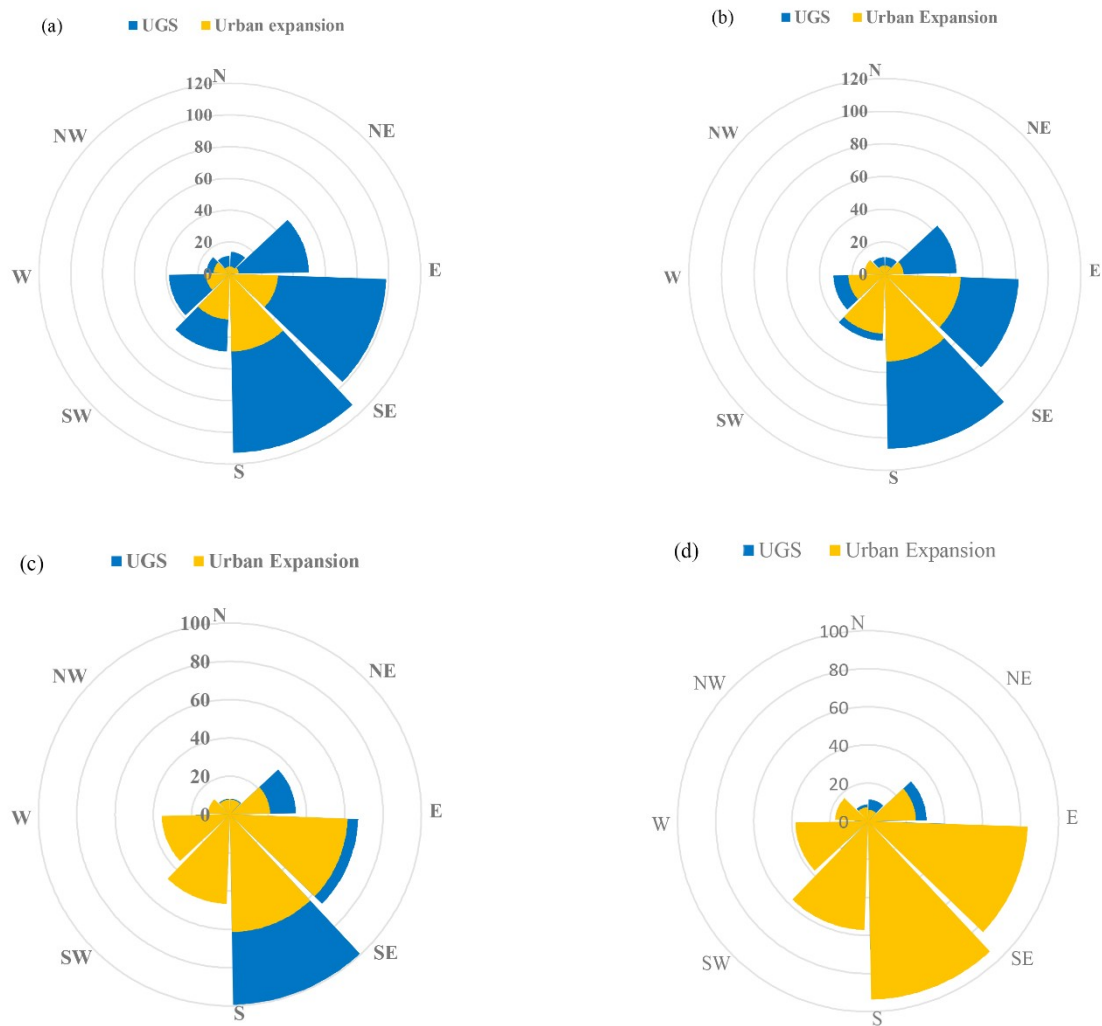 (a) UGS Urban expansion
N
120
100
80
60
40
20
0
NW
NE
W
E
SW
SE
S
(b) UGS Urban Expansion
N
120
100
80
60
40
20
0
NW
NE
W
E
SW
SE
S
(c) UGS Urban Expansion
N
100
80
60
40
20
0
NW
NE
W
E
SW
SE
S
(d) UGS Urban Expansion
N
100
80
60
40
20
0
NW
NE
W
E
SW
SE
S